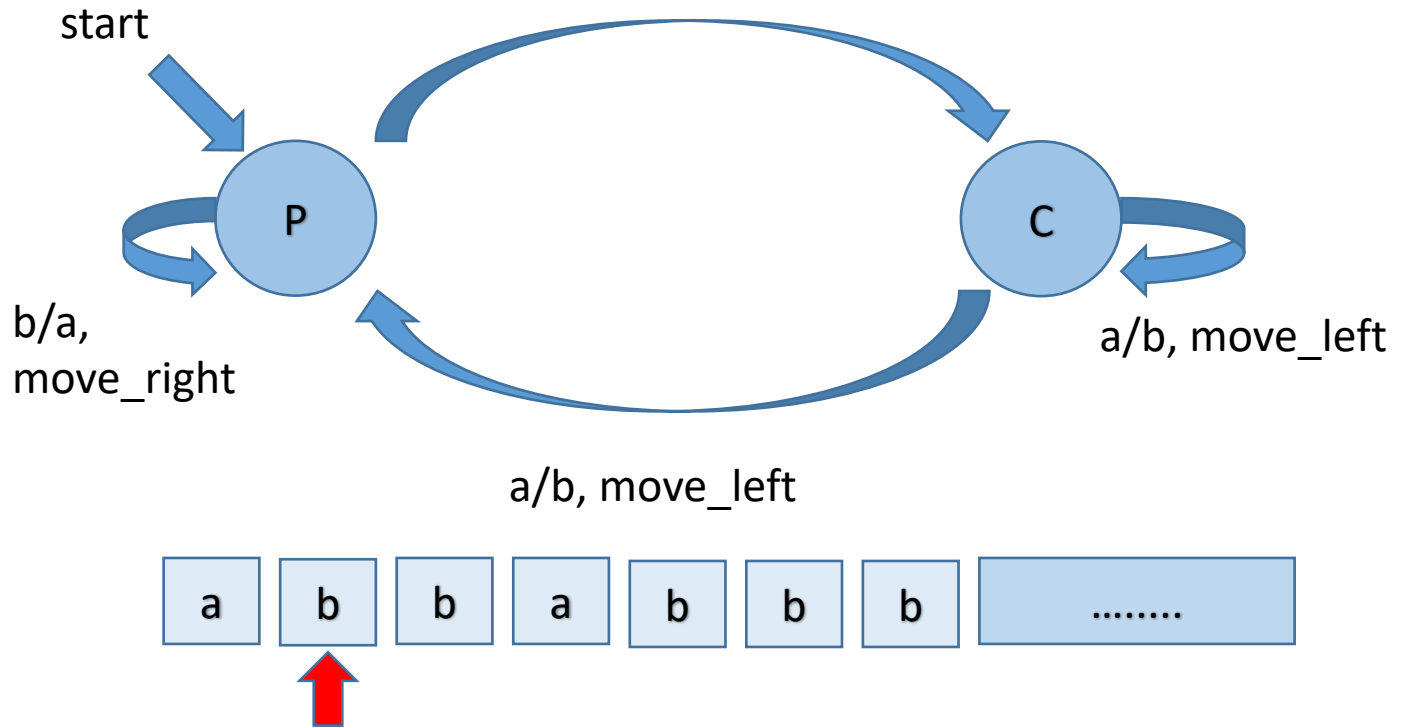 start
P
C
b/a,
move_right
a/b, move_left
a/b, move_left
a b b a b b b ........